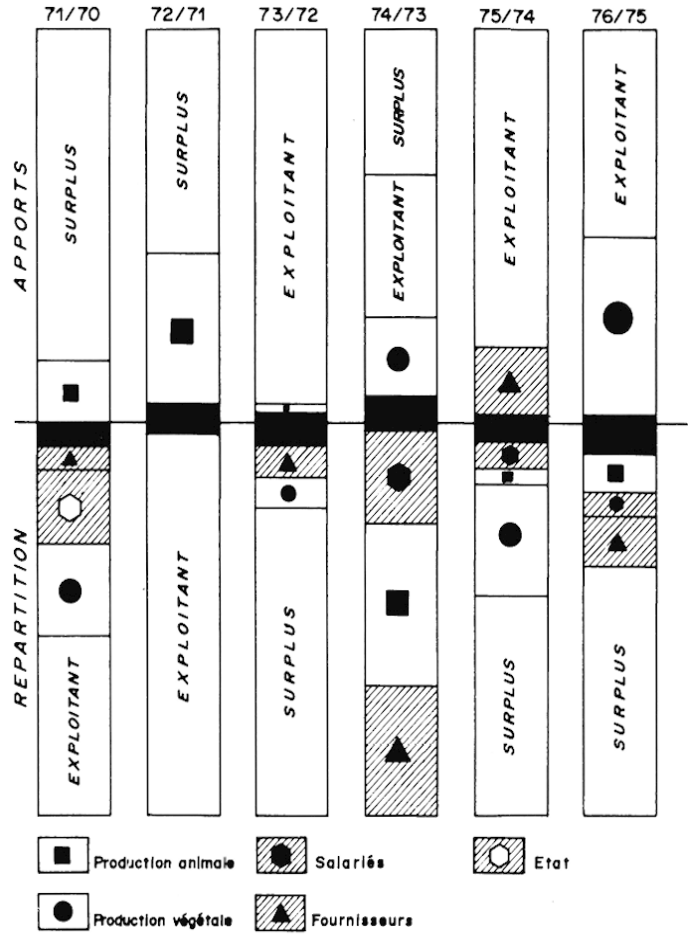 71/70 72/71 73/72 74/73 75/74 76/75
APPORTS
SURPLUS
SURPLUS
EXPLOITANT
SURPLUS
EXPLOITANT
EXPLOITANT
EXPLOITANT
REPARTITION
EXPLOITANT
EXPLOITANT
SURPLUS
SURPLUS
SURPLUS
Production animale Salariés Etat
Production végétale Fournisseurs